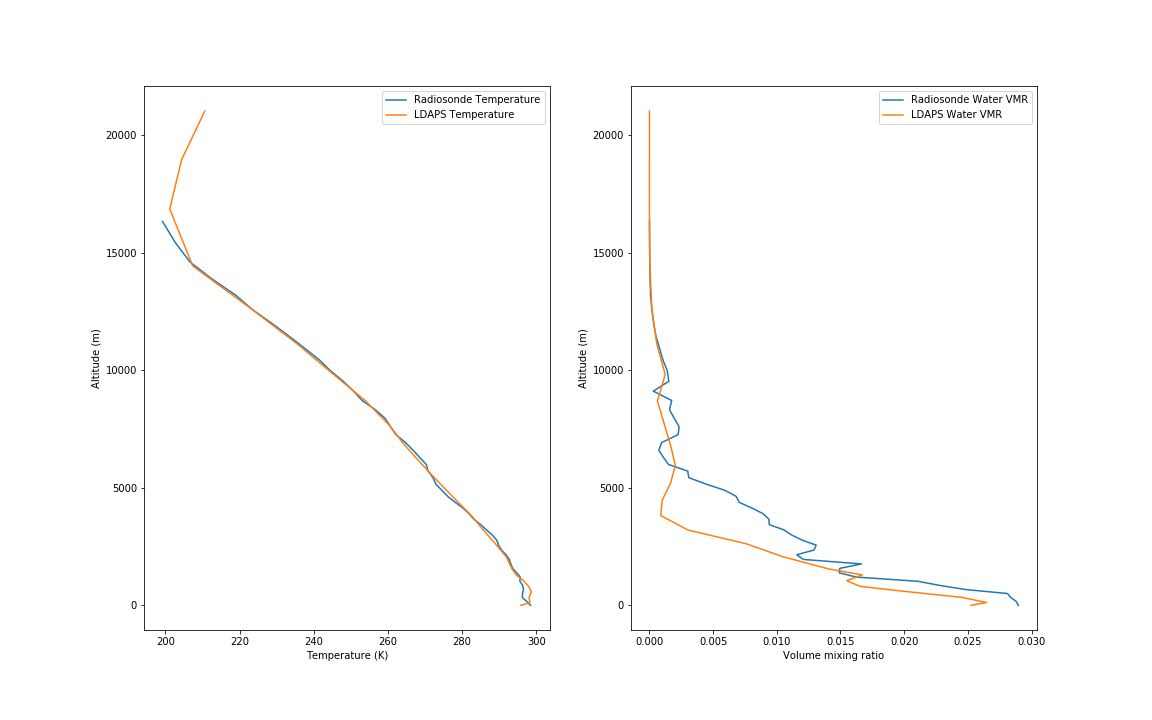 Radiosonde Temperature
LDAPS Temperature
20000
15000
10000
5000
0
Altitude (m)
200 220 240 260 280 300
Temperature (K)
Radiosonde Water VMR
LDAPS Water VMR
20000
15000
10000
5000
0
Altitude (m)
0.000 0.005 0.010 0.015 0.020 0.025 0.030
Volume mixing ratio